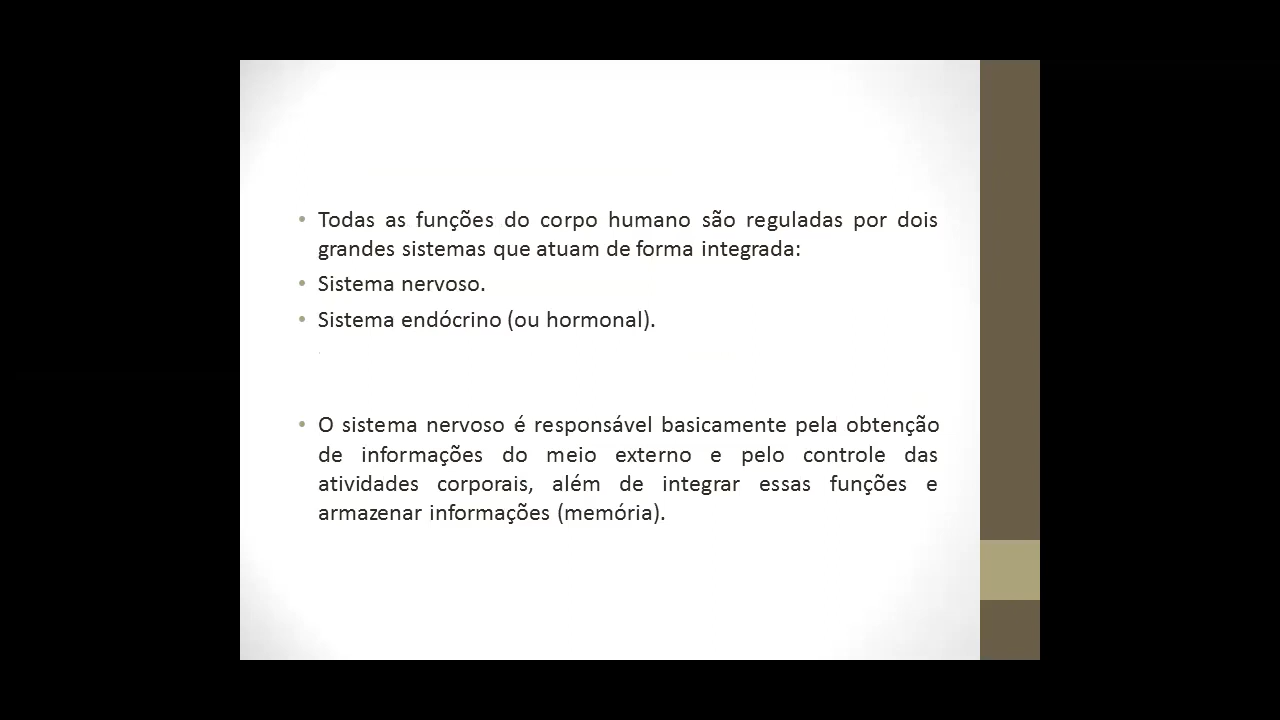 • Todas as funções do corpo humano são reguladas por dois
grandes sistemas que atuam de forma integrada:
• Sistema nervoso.
• Sistema endócrino (ou hormonal).
• O sistema nervoso é responsável basicamente pela obtenção
de informações do meio externo e pelo controle das
atividades corporais, além de integrar essas funções e
armazenar informações (memória).